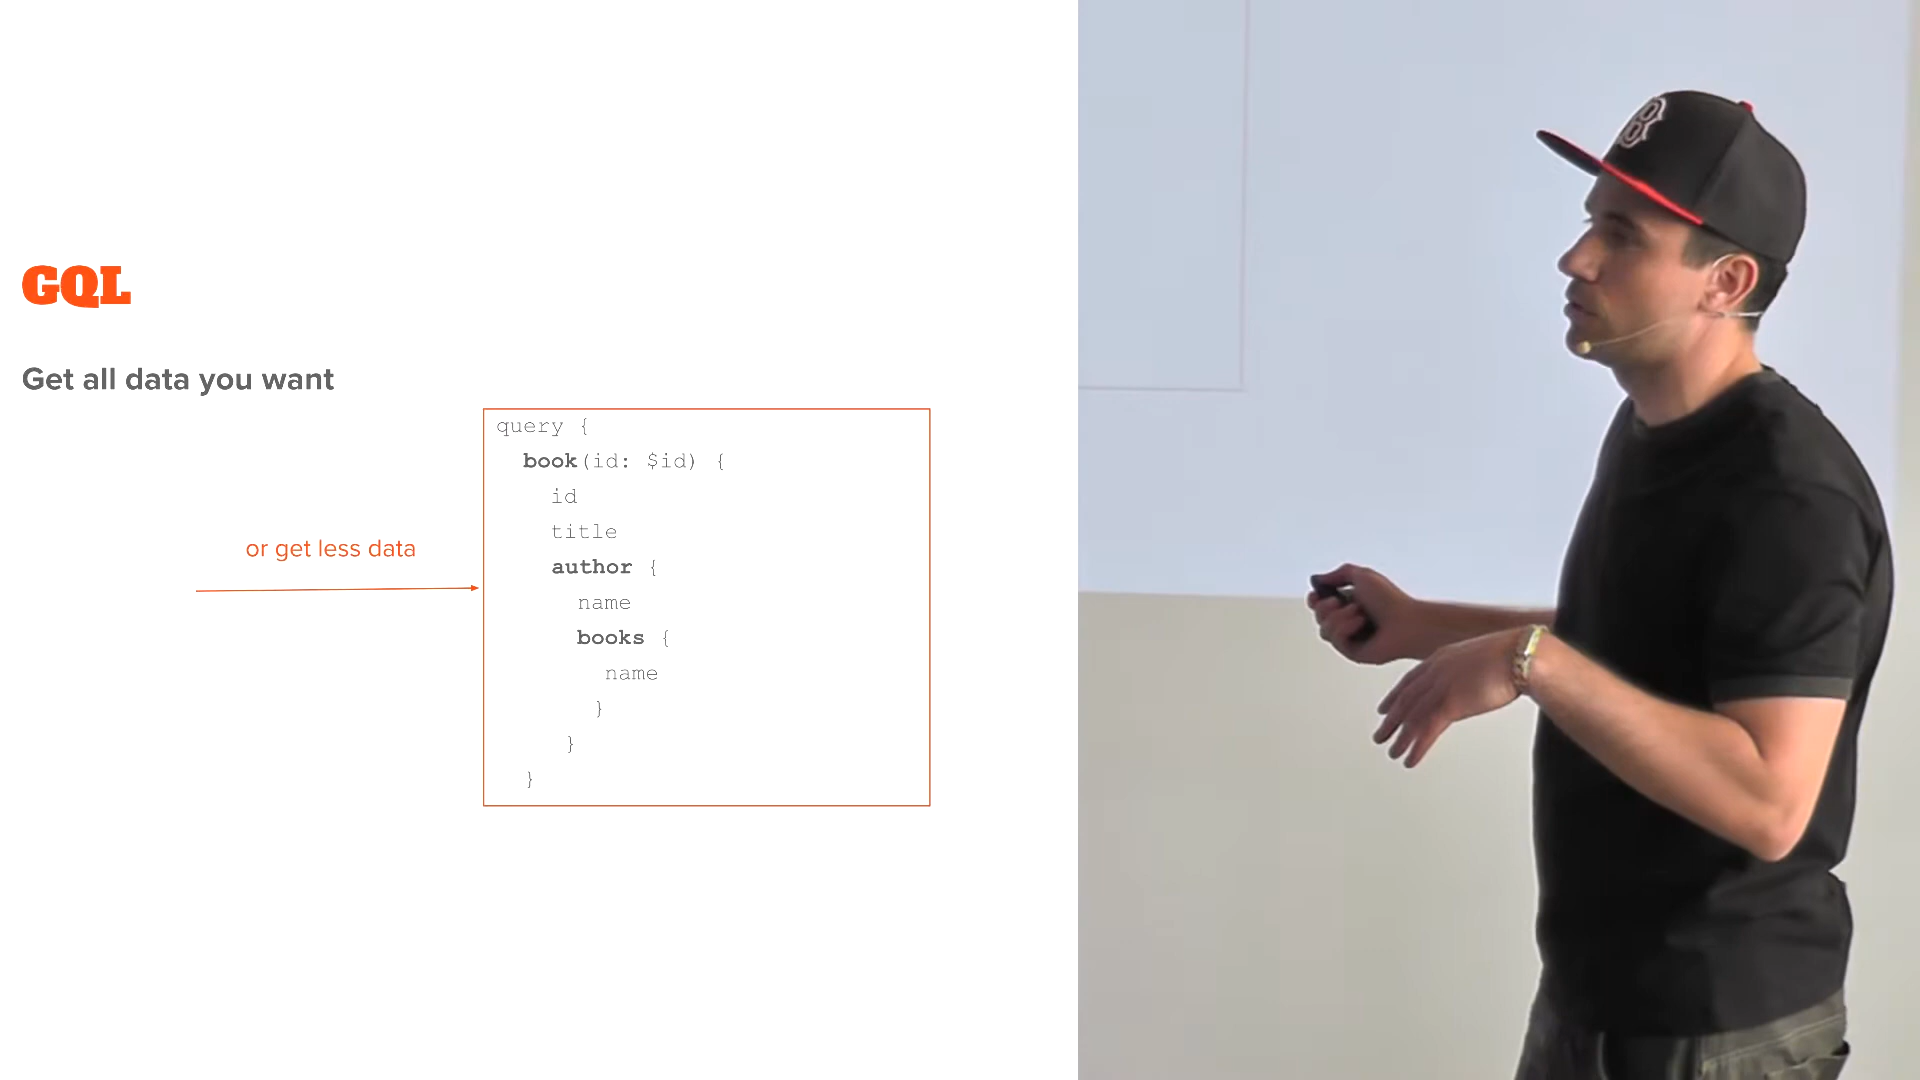 GQL
Get all data you want
or get less data
query {
book(id: $id) {
id
title
author {
name
books {
name
}
}
}
B